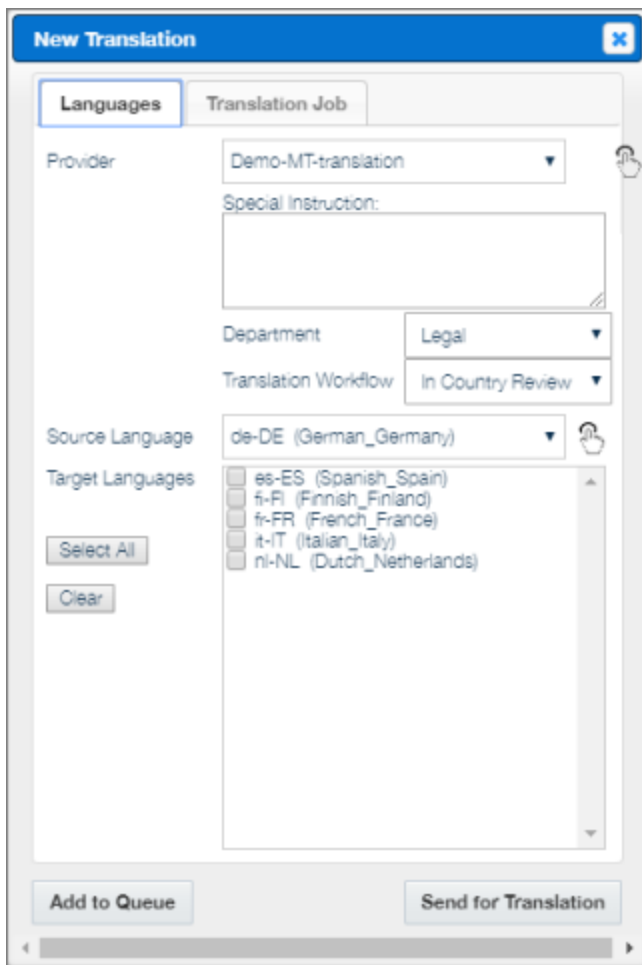 New Translation
Languages Translation Job
Provider Demo-MT-translation
Special Instruction:
Department Legal
Translation Workflow In Country Review
Source Language de-DE (German_Germany)
Target Languages es-ES (Spanish_Spain)
fi-FI (Finnish_Finland)
fr-FR (French_France)
it-IT (Italian_Italy)
Select All nl-NL (Dutch_Netherlands)
Clear
Add to Queue Send for Translation